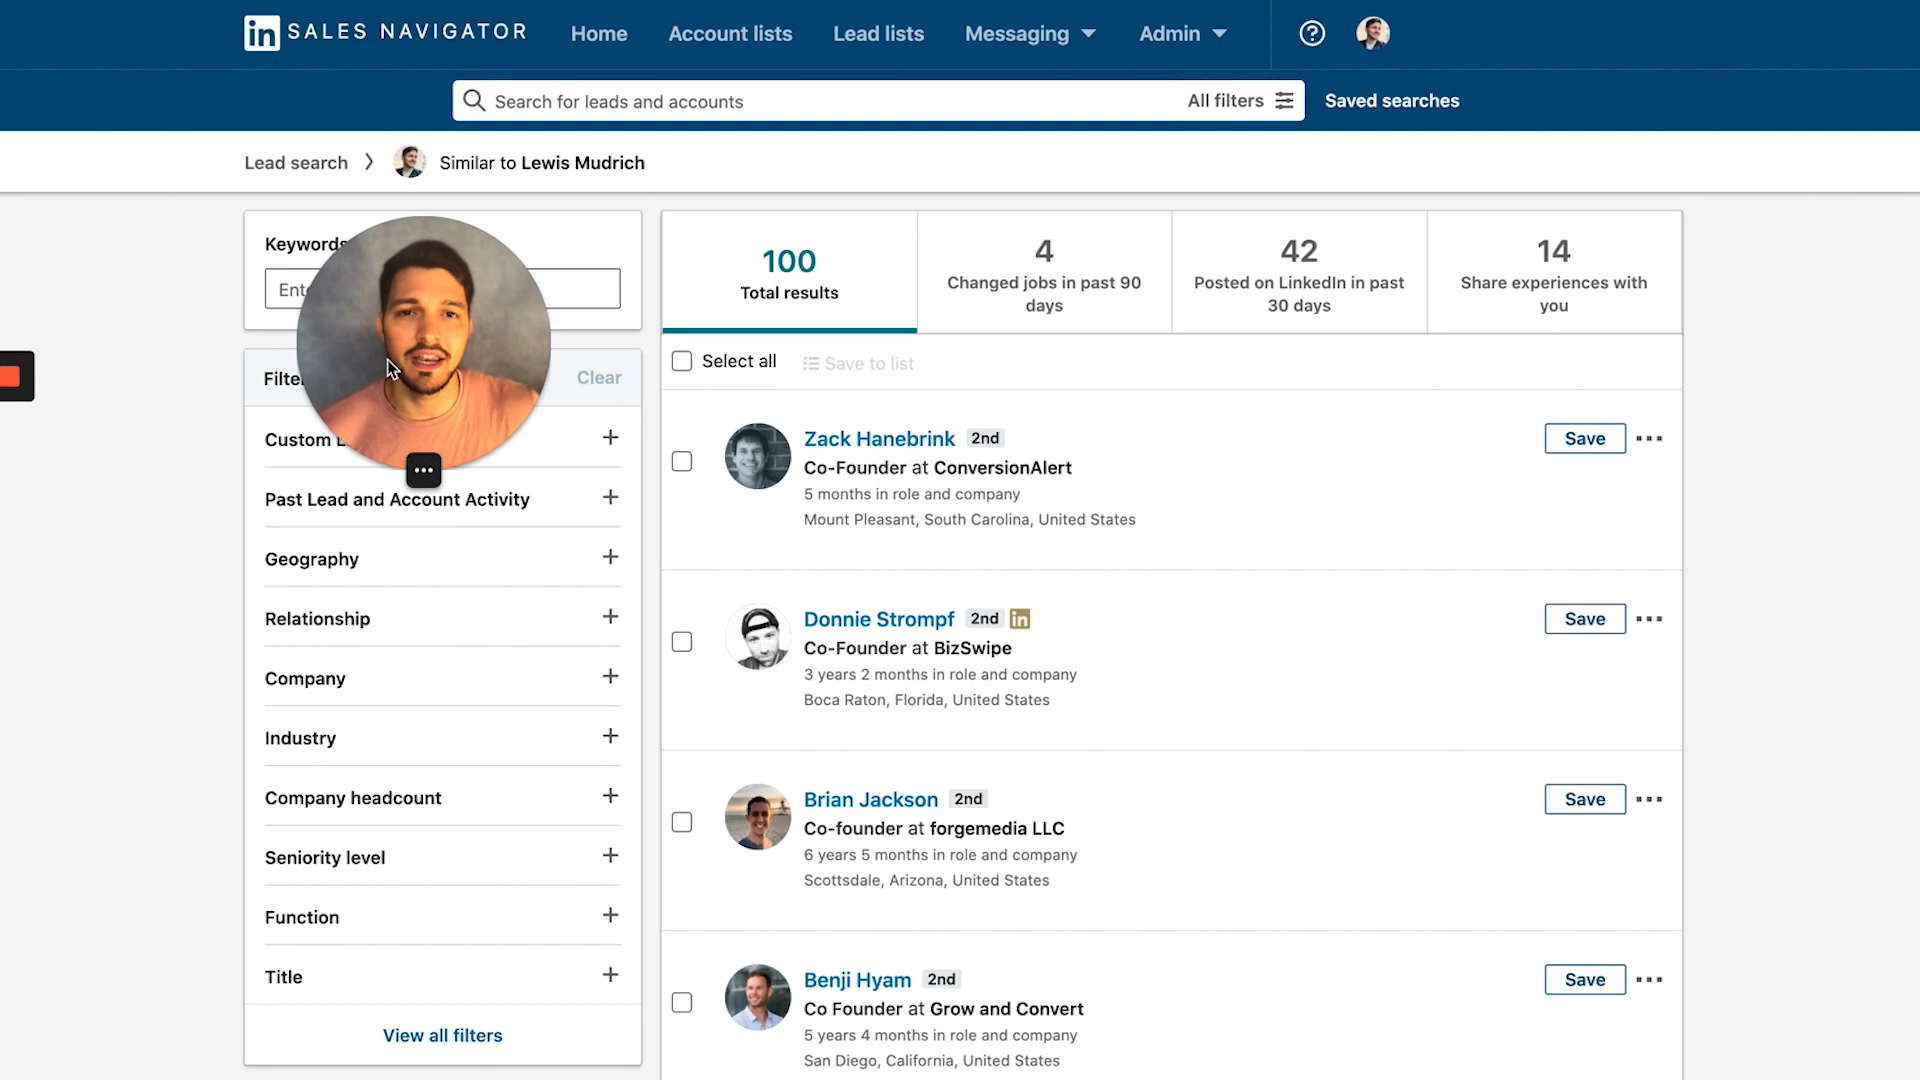 in SALES NAVIGATOR
Home
Account lists
Lead lists
Messaging
Admin
Search for leads and accounts
All filters
Saved searches
Lead search
Similar to Lewis Mudrich
Keywords
Filter
Clear
Custom
Past Lead and Account Activity
Geography
Relationship
Company
Industry
Company headcount
Seniority level
Function
Title
View all filters
100
Total results
4
Changed jobs in past 90
days
42
Posted on LinkedIn in past
30 days
14
Share experiences with
you
Select all
Save to list
Zack Hanebrink 2nd
Co-Founder at ConversionAlert
5 months in role and company
Mount Pleasant, South Carolina, United States
Save
Donnie Strompf 2nd in
Co-Founder at BizSwipe
3 years 2 months in role and company
Boca Raton, Florida, United States
Save
Brian Jackson 2nd
Co-founder at forgemedia LLC
6 years 5 months in role and company
Scottsdale, Arizona, United States
Save
Benji Hyam 2nd
Co Founder at Grow and Convert
5 years 4 months in role and company
San Diego, California, United States
Save